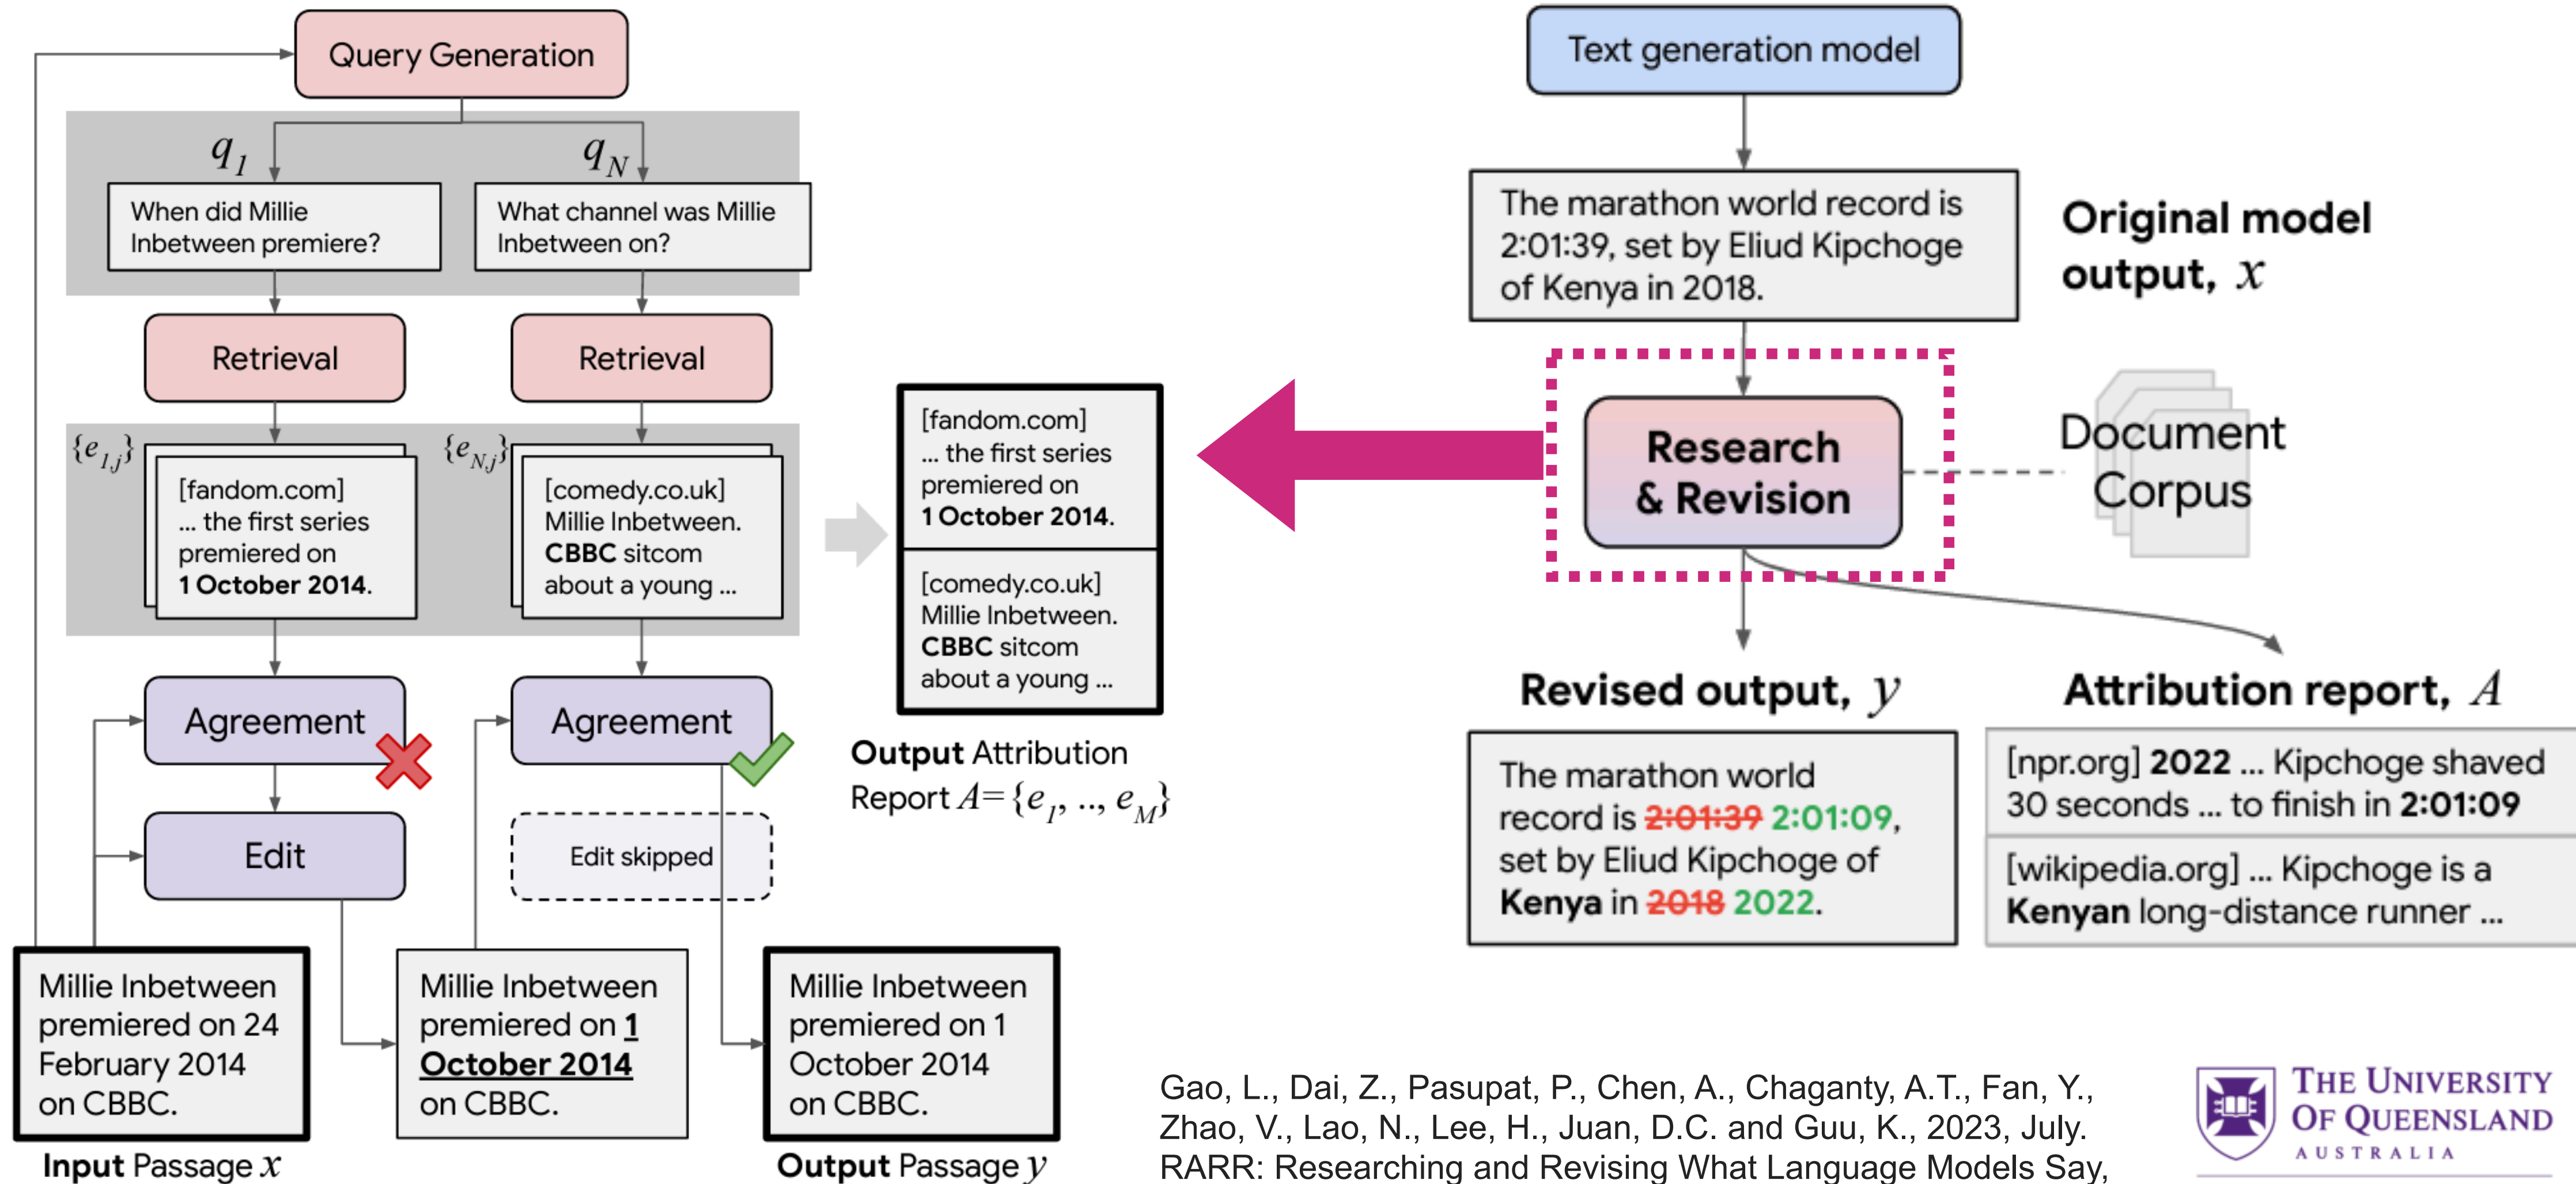 Query Generation
q1
qN
When did Millie
Inbetween premiere?
What channel was Millie
Inbetween on?
Retrieval
Retrieval
{e1,j}
{eN,j}
[fandom.com]
... the first series
premiered on
1 October 2014.
[comedy.co.uk]
Millie Inbetween.
CBBC sitcom
about a young ...
Agreement
Agreement
Edit
Edit skipped
Millie Inbetween
premiered on 24
February 2014
on CBBC.
Input Passage x
Millie Inbetween
premiered on 1
October 2014
on CBBC.
Millie Inbetween
premiered on 1
October 2014
on CBBC.
Output Passage y
[fandom.com]
... the first series
premiered on
1 October 2014.
[comedy.co.uk]
Millie Inbetween.
CBBC sitcom
about a young ...
Output Attribution
Report A={e1, .., eM}
Text generation model
The marathon world record is
2:01:39, set by Eliud Kipchoge
of Kenya in 2018.
Original model
output, x
Research
& Revision
Document
Corpus
Revised output, y
The marathon world
record is 2:01:39 2:01:09,
set by Eliud Kipchoge of
Kenya in 2018 2022.
Attribution report, A
[npr.org] 2022 ... Kipchoge shaved
30 seconds ... to finish in 2:01:09
[wikipedia.org] ... Kipchoge is a
Kenyan long-distance runner ...
Gao, L., Dai, Z., Pasupat, P., Chen, A., Chaganty, A.T., Fan, Y.,
Zhao, V., Lao, N., Lee, H., Juan, D.C. and Guu, K., 2023, July.
RARR: Researching and Revising What Language Models Say,
THE UNIVERSITY
OF QUEENSLAND
AUSTRALIA